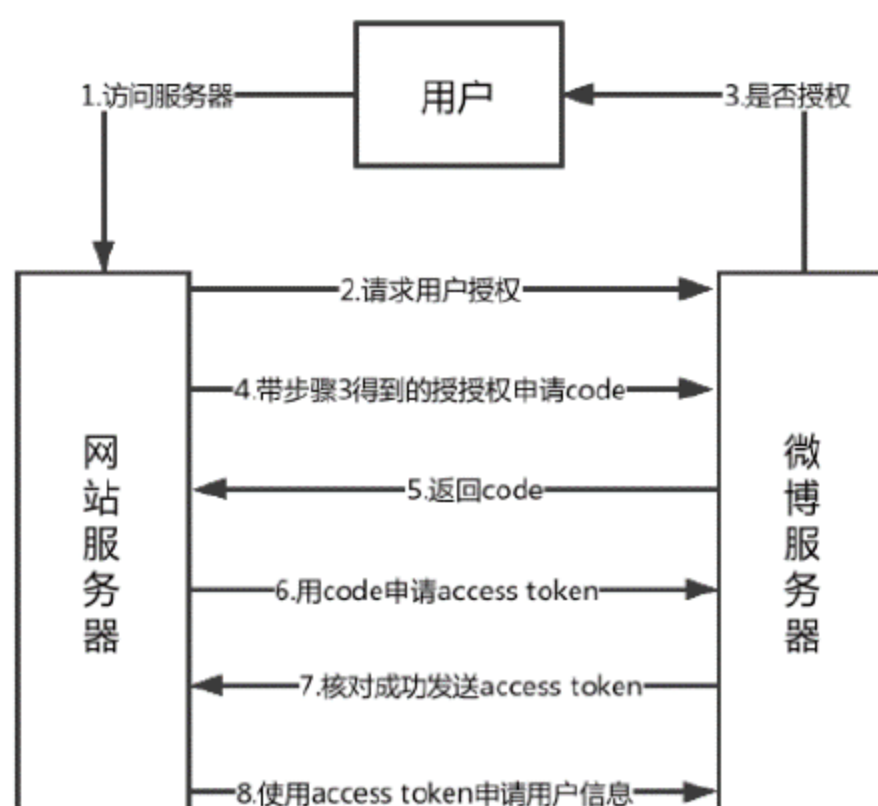 用户
1.访问服务器
3.是否授权
2.请求用户授权
4.带步骤3得到的授授权申请code
网站服务器
微博服务器
5.返回code
6.用code申请access token
7.核对成功发送access token
8.使用access token申请用户信息